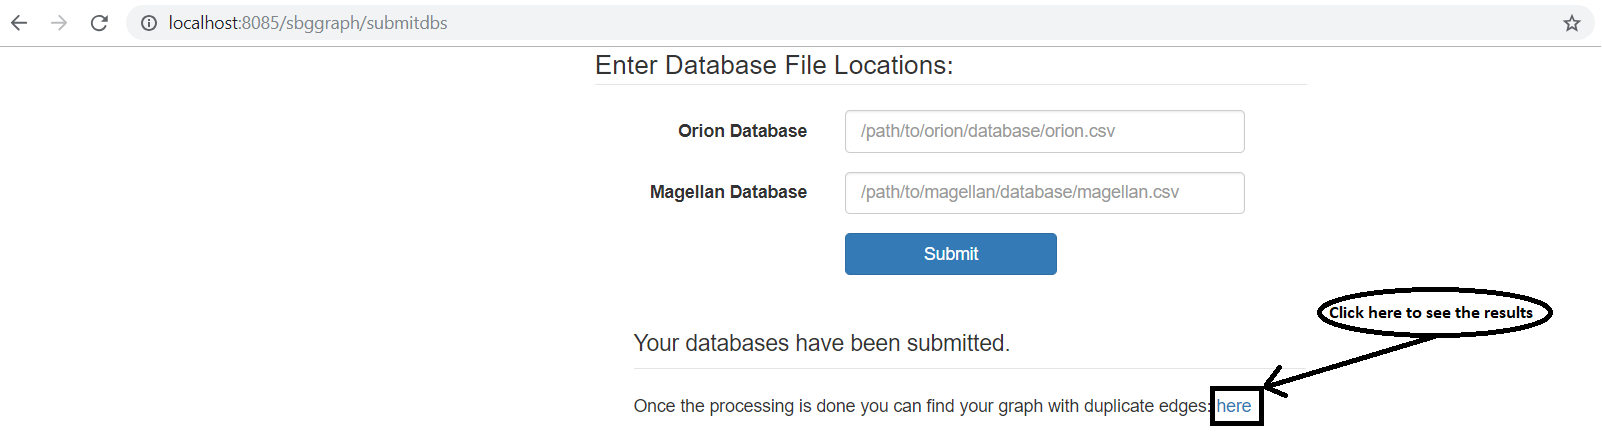 localhost:8085/sbggraph/submitdbs
Enter Database File Locations:
Orion Database
/path/to/orion/database/orion.csv
Magellan Database
/path/to/magellan/database/magellan.csv
Submit
Click here to see the results
Your databases have been submitted.
Once the processing is done you can find your graph with duplicate edges: here